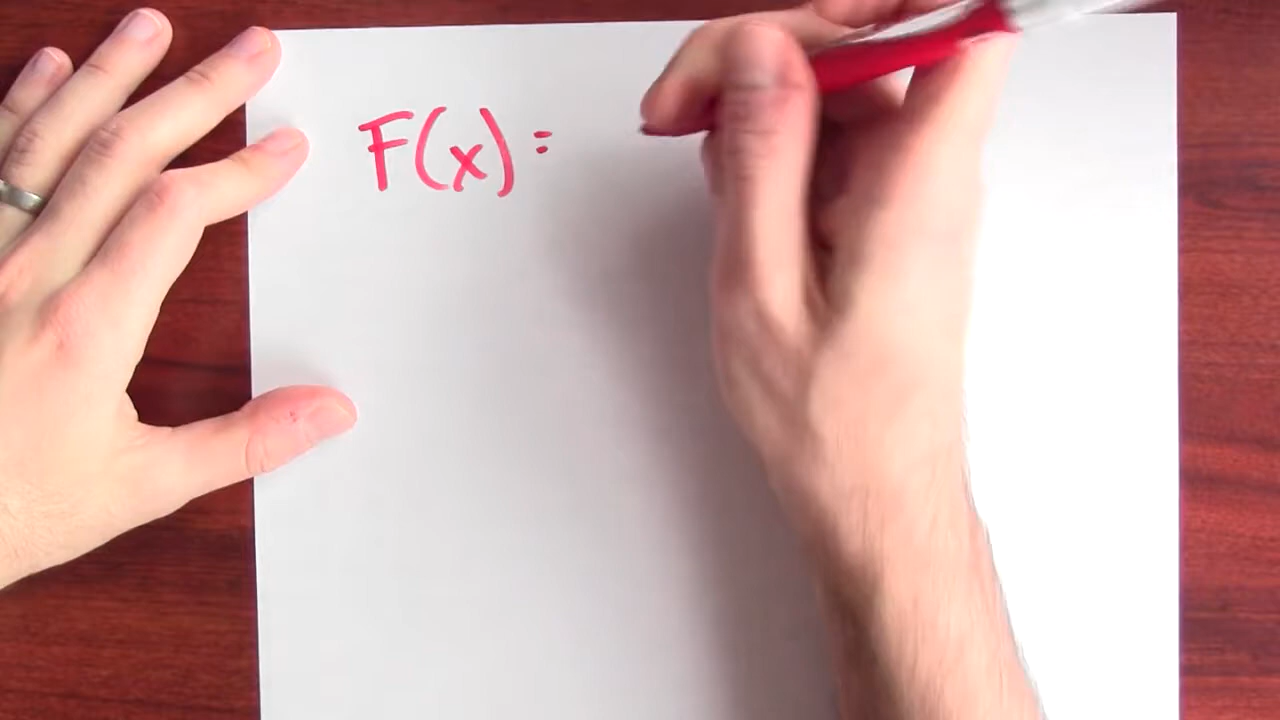 F(x) =